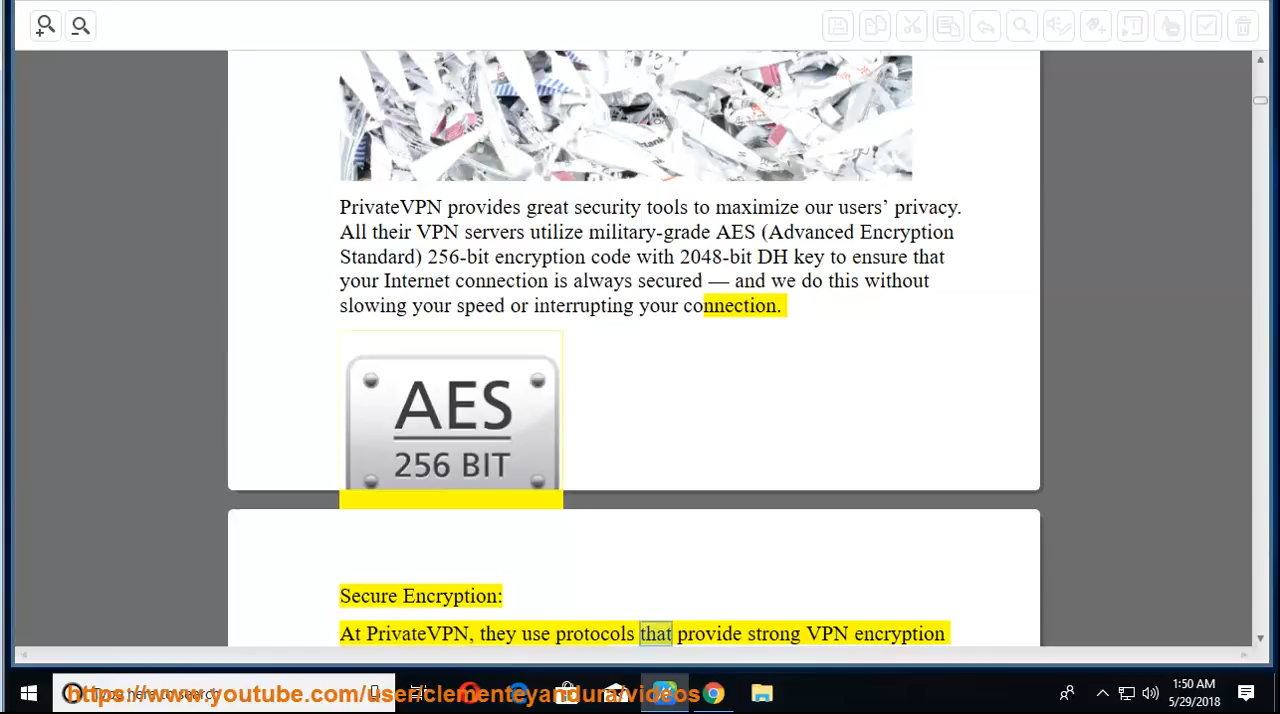 PrivateVPN provides great security tools to maximize our users’ privacy.
All their VPN servers utilize military-grade AES (Advanced Encryption
Standard) 256-bit encryption code with 2048-bit DH key to ensure that
your Internet connection is always secured — and we do this without
slowing your speed or interrupting your connection.
AES
256 BIT
Secure Encryption:
At PrivateVPN, they use protocols that provide strong VPN encryption
Type here to search
https://www.youtube.com/user/clementeyandura/videos
1:50 AM
5/29/2018